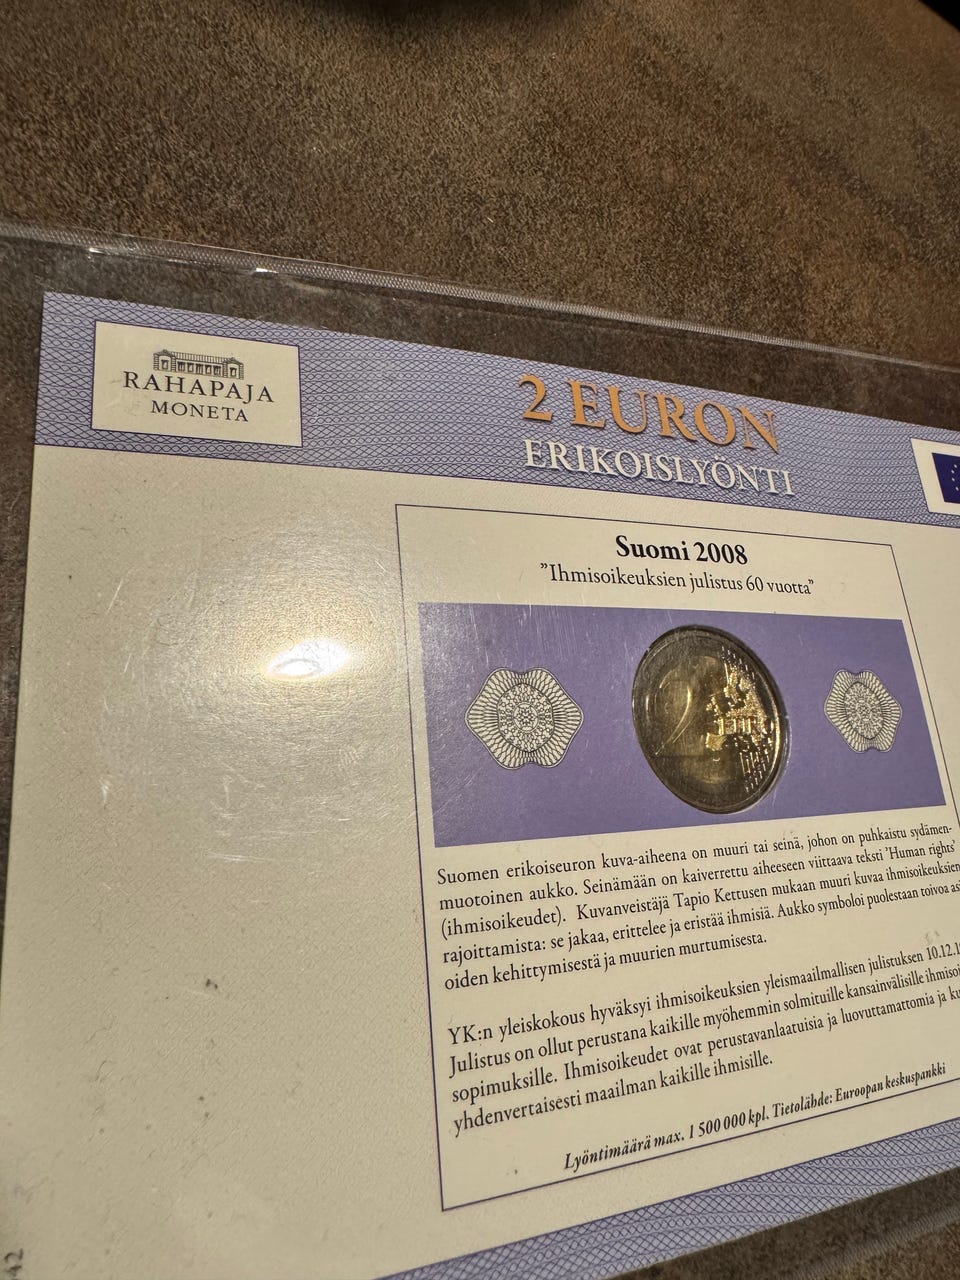 RAHAPAJA
MONETA
2 EURON
ERIKOISLYÖNTI
Suomi 2008
”Ihmisoikeuksien julistus 60 vuotta”
2
Suomen erikoiseuron kuva-aiheena on muuri tai seinä, johon on puhkaistu sydämen-
muotoinen aukko. Seinämään on kaiverrettu aiheeseen viittaava teksti 'Human rights'
(ihmisoikeudet). Kuvanveistäjä Tapio Kettusen mukaan muuri kuvaa ihmisoikeuksien
rajoittamista: se jakaa, erittelee ja eristää ihmisiä. Aukko symboloi puolestaan toivoa
oiden kehittymisestä ja muurien murtumisesta.
YK:n yleiskokous hyväksyi ihmisoikeuksien yleismaailmallisen julistuksen 10.12.
Julistus on ollut perustana kaikille myöhemmin solmituille kansainvälisille
sopimuksille. Ihmisoikeudet ovat perustavanlaatuisia ja luovuttamattomia ja
yhdenvertaisesti maailman kaikille ihmisille.
Lyöntimäärä max. 1 500 000 kpl. Tietolähde: Euroopan keskuspankki
42